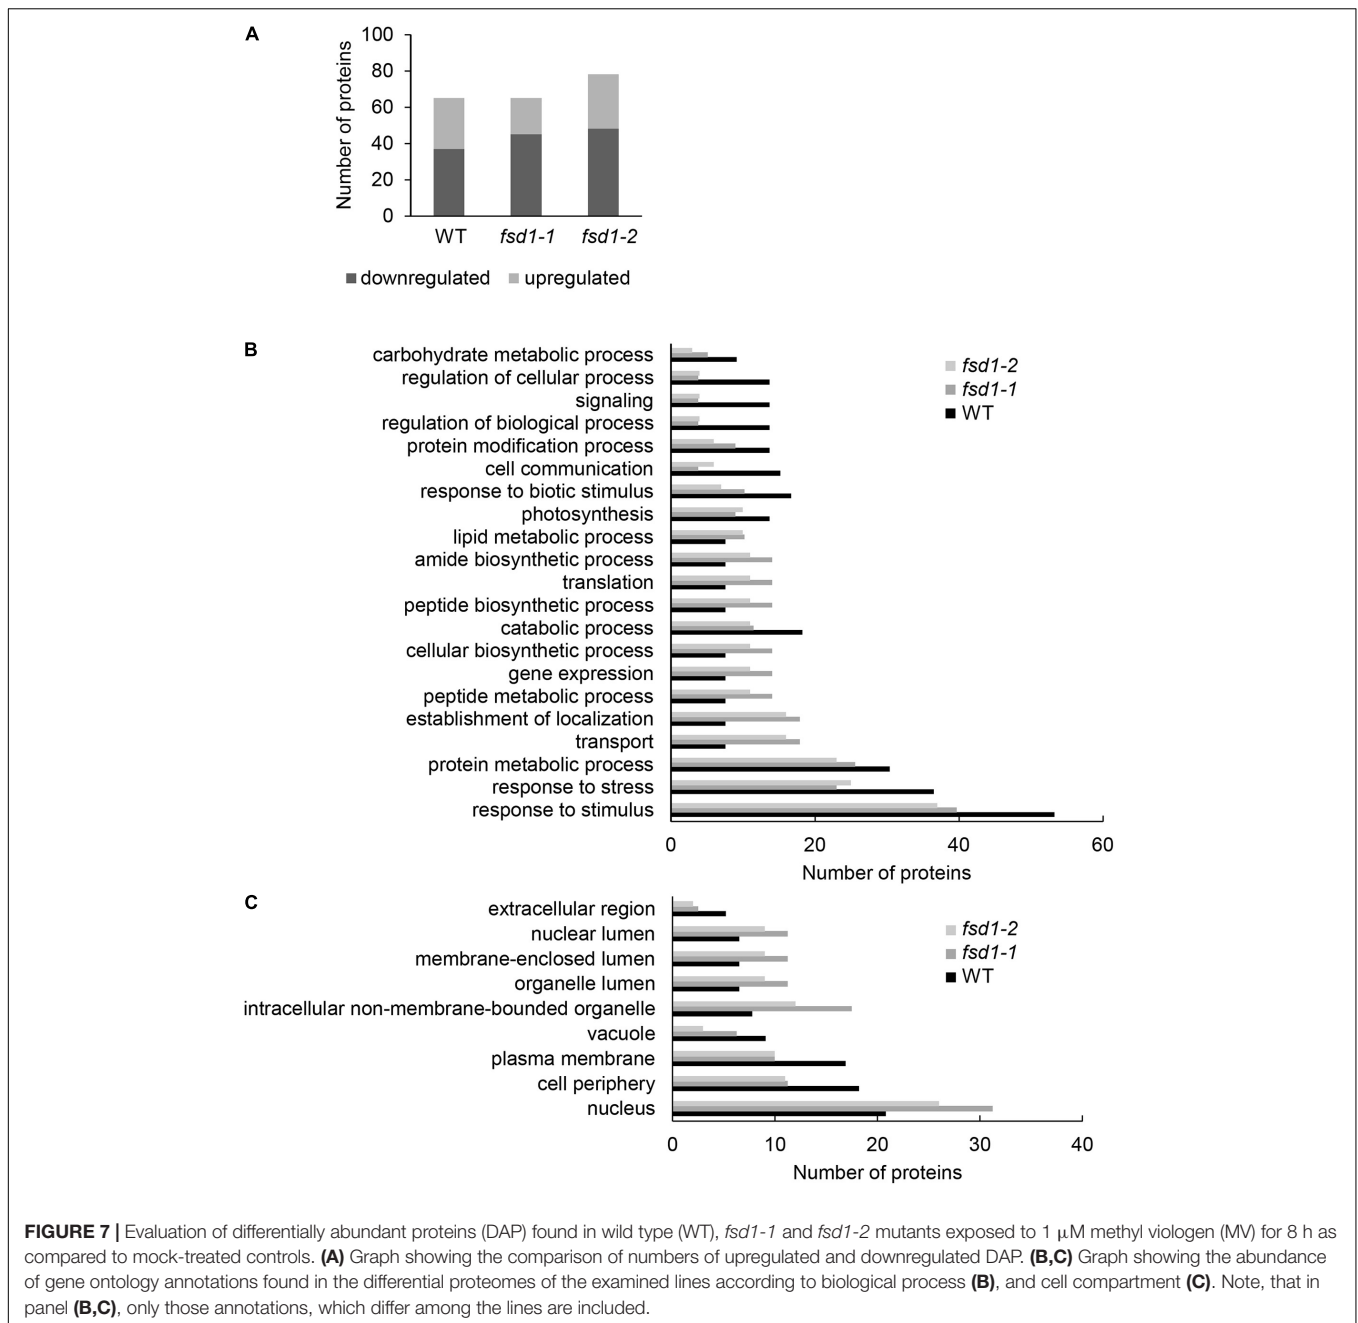 A
100
80
60
40
20
0
Number of proteins
WT fsd1-1 fsd1-2
downregulated upregulated
B
carbohydrate metabolic process
regulation of cellular process
signaling
regulation of biological process
protein modification process
cell communication
response to biotic stimulus
photosynthesis
lipid metabolic process
amide biosynthetic process
translation
peptide biosynthetic process
catabolic process
cellular biosynthetic process
gene expression
peptide metabolic process
establishment of localization
transport
protein metabolic process
response to stress
response to stimulus
fsd1-2
fsd1-1
WT
0 20 40 60
Number of proteins
C
extracellular region
nuclear lumen
membrane-enclosed lumen
organelle lumen
intracellular non-membrane-bounded organelle
vacuole
plasma membrane
cell periphery
nucleus
fsd1-2
fsd1-1
WT
0 10 20 30 40
Number of proteins
FIGURE 7 | Evaluation of differentially abundant proteins (DAP) found in wild type (WT), fsd1-1 and fsd1-2 mutants exposed to 1 μM methyl viologen (MV) for 8 h as
compared to mock-treated controls. (A) Graph showing the comparison of numbers of upregulated and downregulated DAP. (B,C) Graph showing the abundance
of gene ontology annotations found in the differential proteomes of the examined lines according to biological process (B), and cell compartment (C). Note, that in
panel (B,C), only those annotations, which differ among the lines are included.